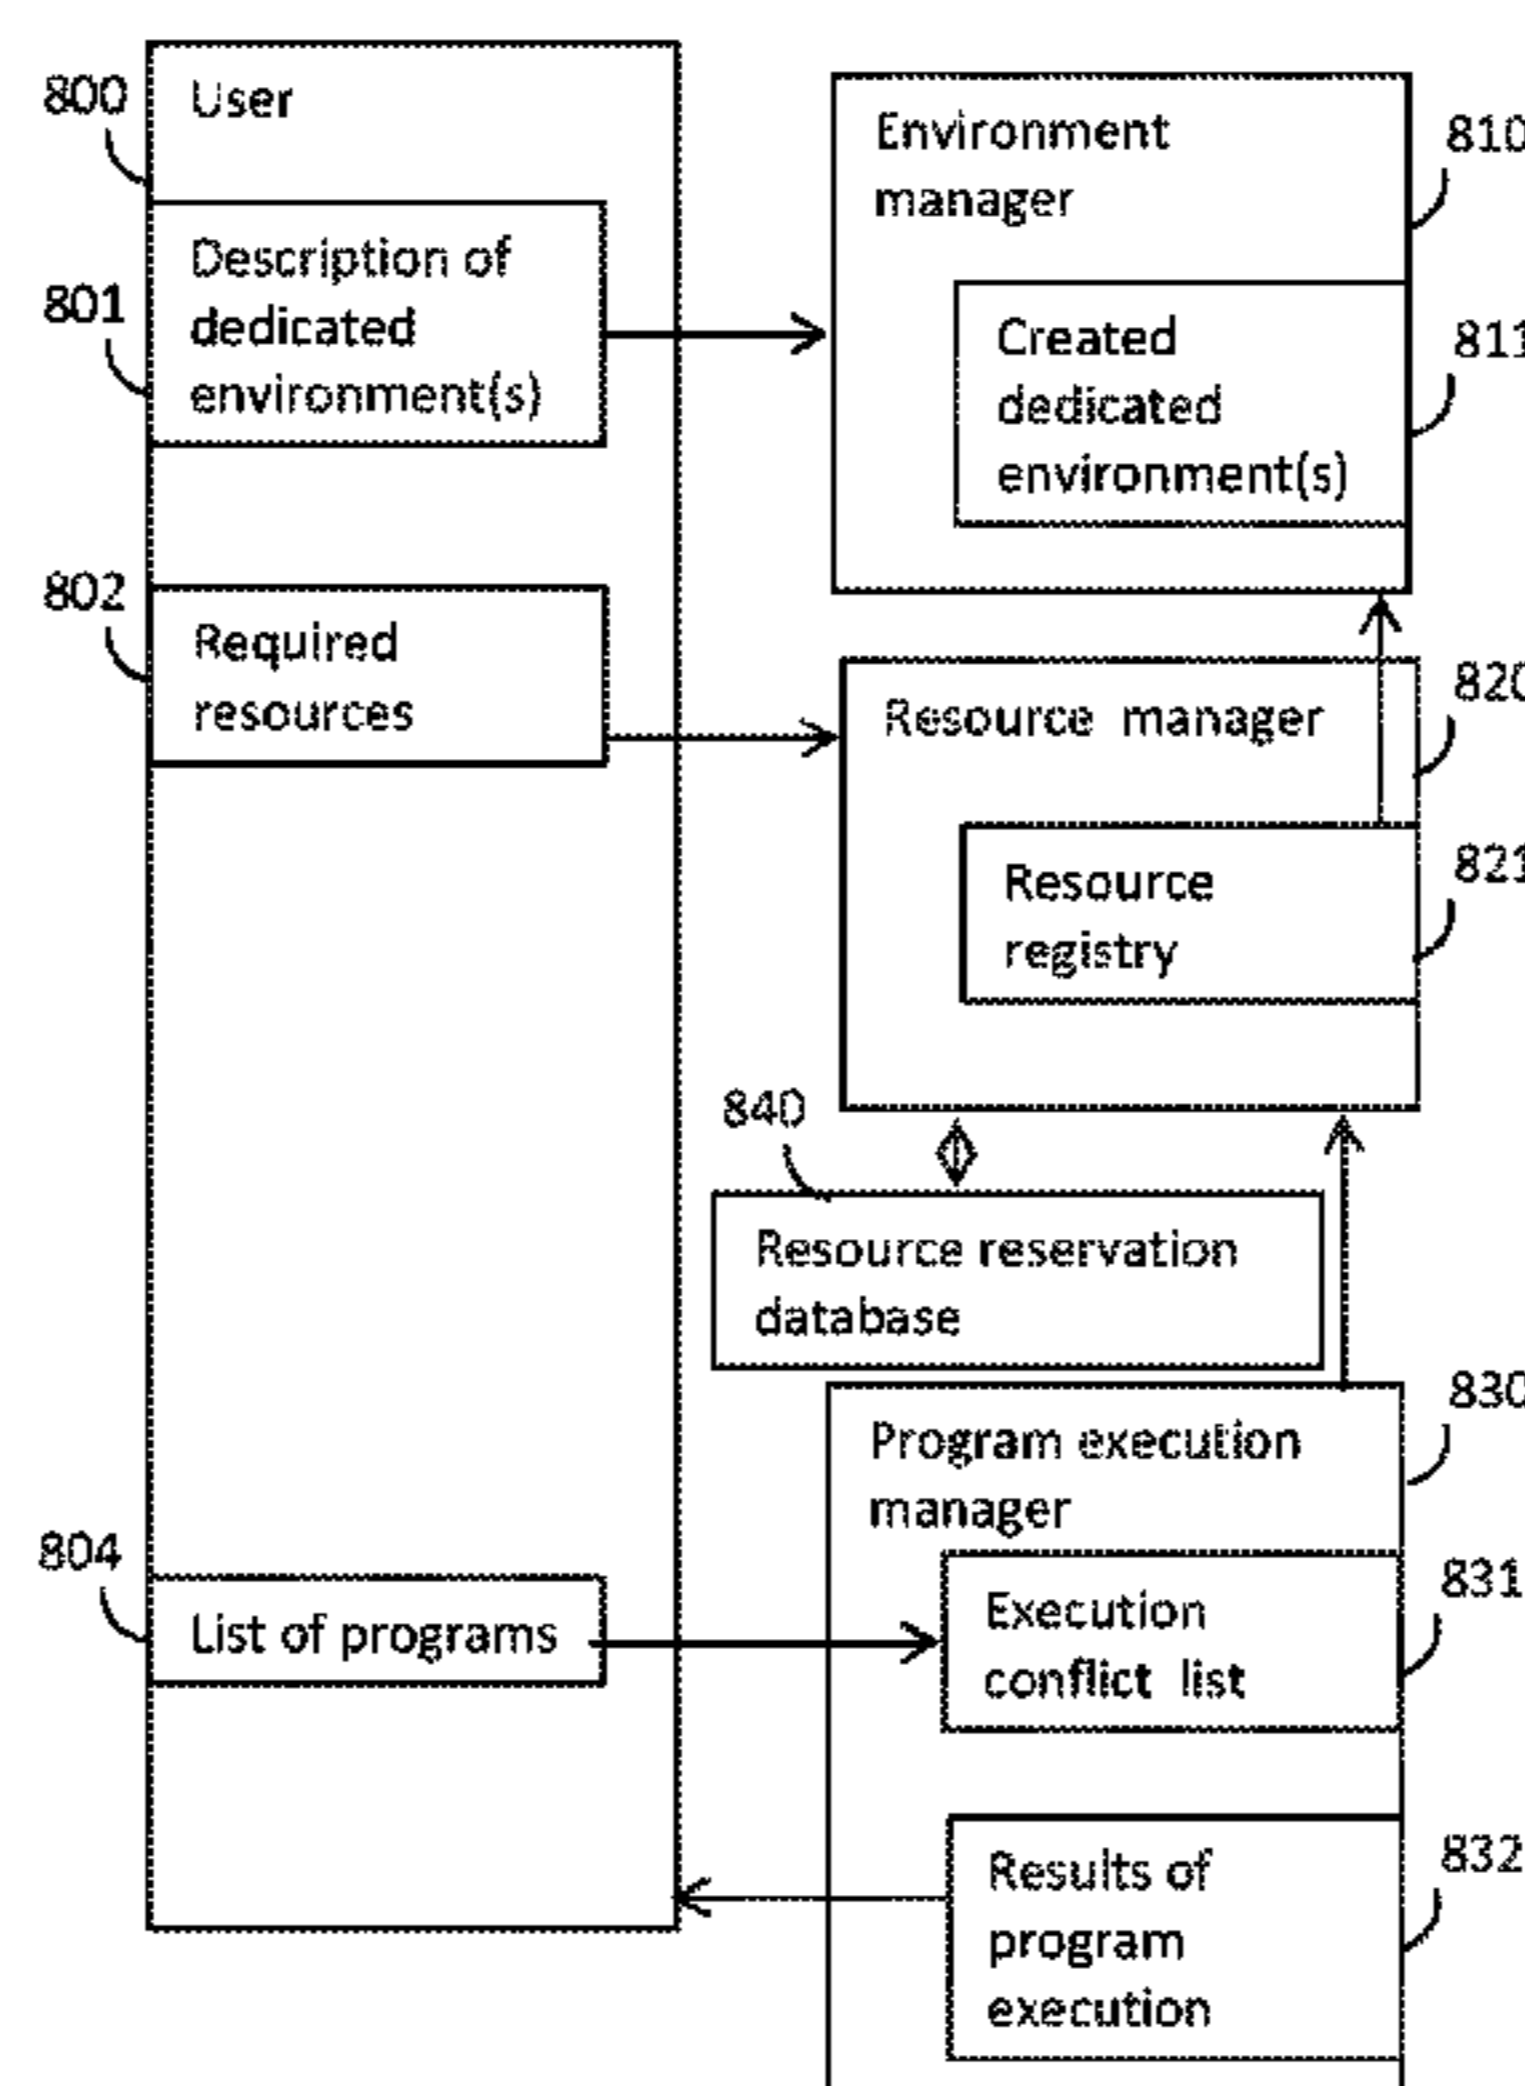 800
User
801
Description of
dedicated
environment(s)
802
Required
resources
804
List of programs
Environment
manager
810
Created
dedicated
environment(s)
811
Resource manager
820
Resource
registry
821
840
Resource reservation
database
Program execution
manager
830
Execution
conflict list
831
Results of
program
execution
832